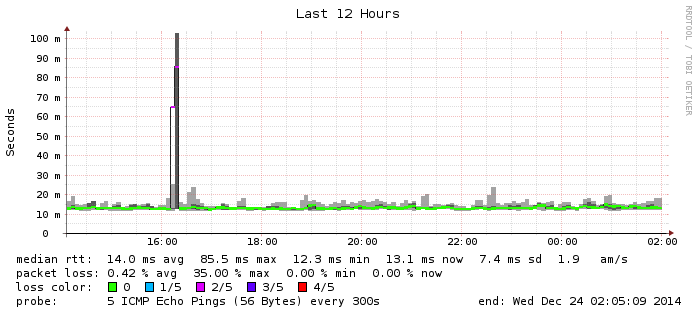 Last 12 Hours
RRDTOOL / TOBI OETIKER
Seconds
100 m
90 m
80 m
70 m
60 m
50 m
40 m
30 m
20 m
10 m
0
16:00 18:00 20:00 22:00 00:00 02:00
median rtt: 14.0 ms avg 85.5 ms max 12.3 ms min 13.1 ms now 7.4 ms sd 1.9 am/s
packet loss: 0.42 % avg 35.00 % max 0.00 % min 0.00 % now
loss color: 0 1/5 2/5 3/5 4/5
probe: 5 ICMP Echo Pings (56 Bytes) every 300s end: Wed Dec 24 02:05:09 2014